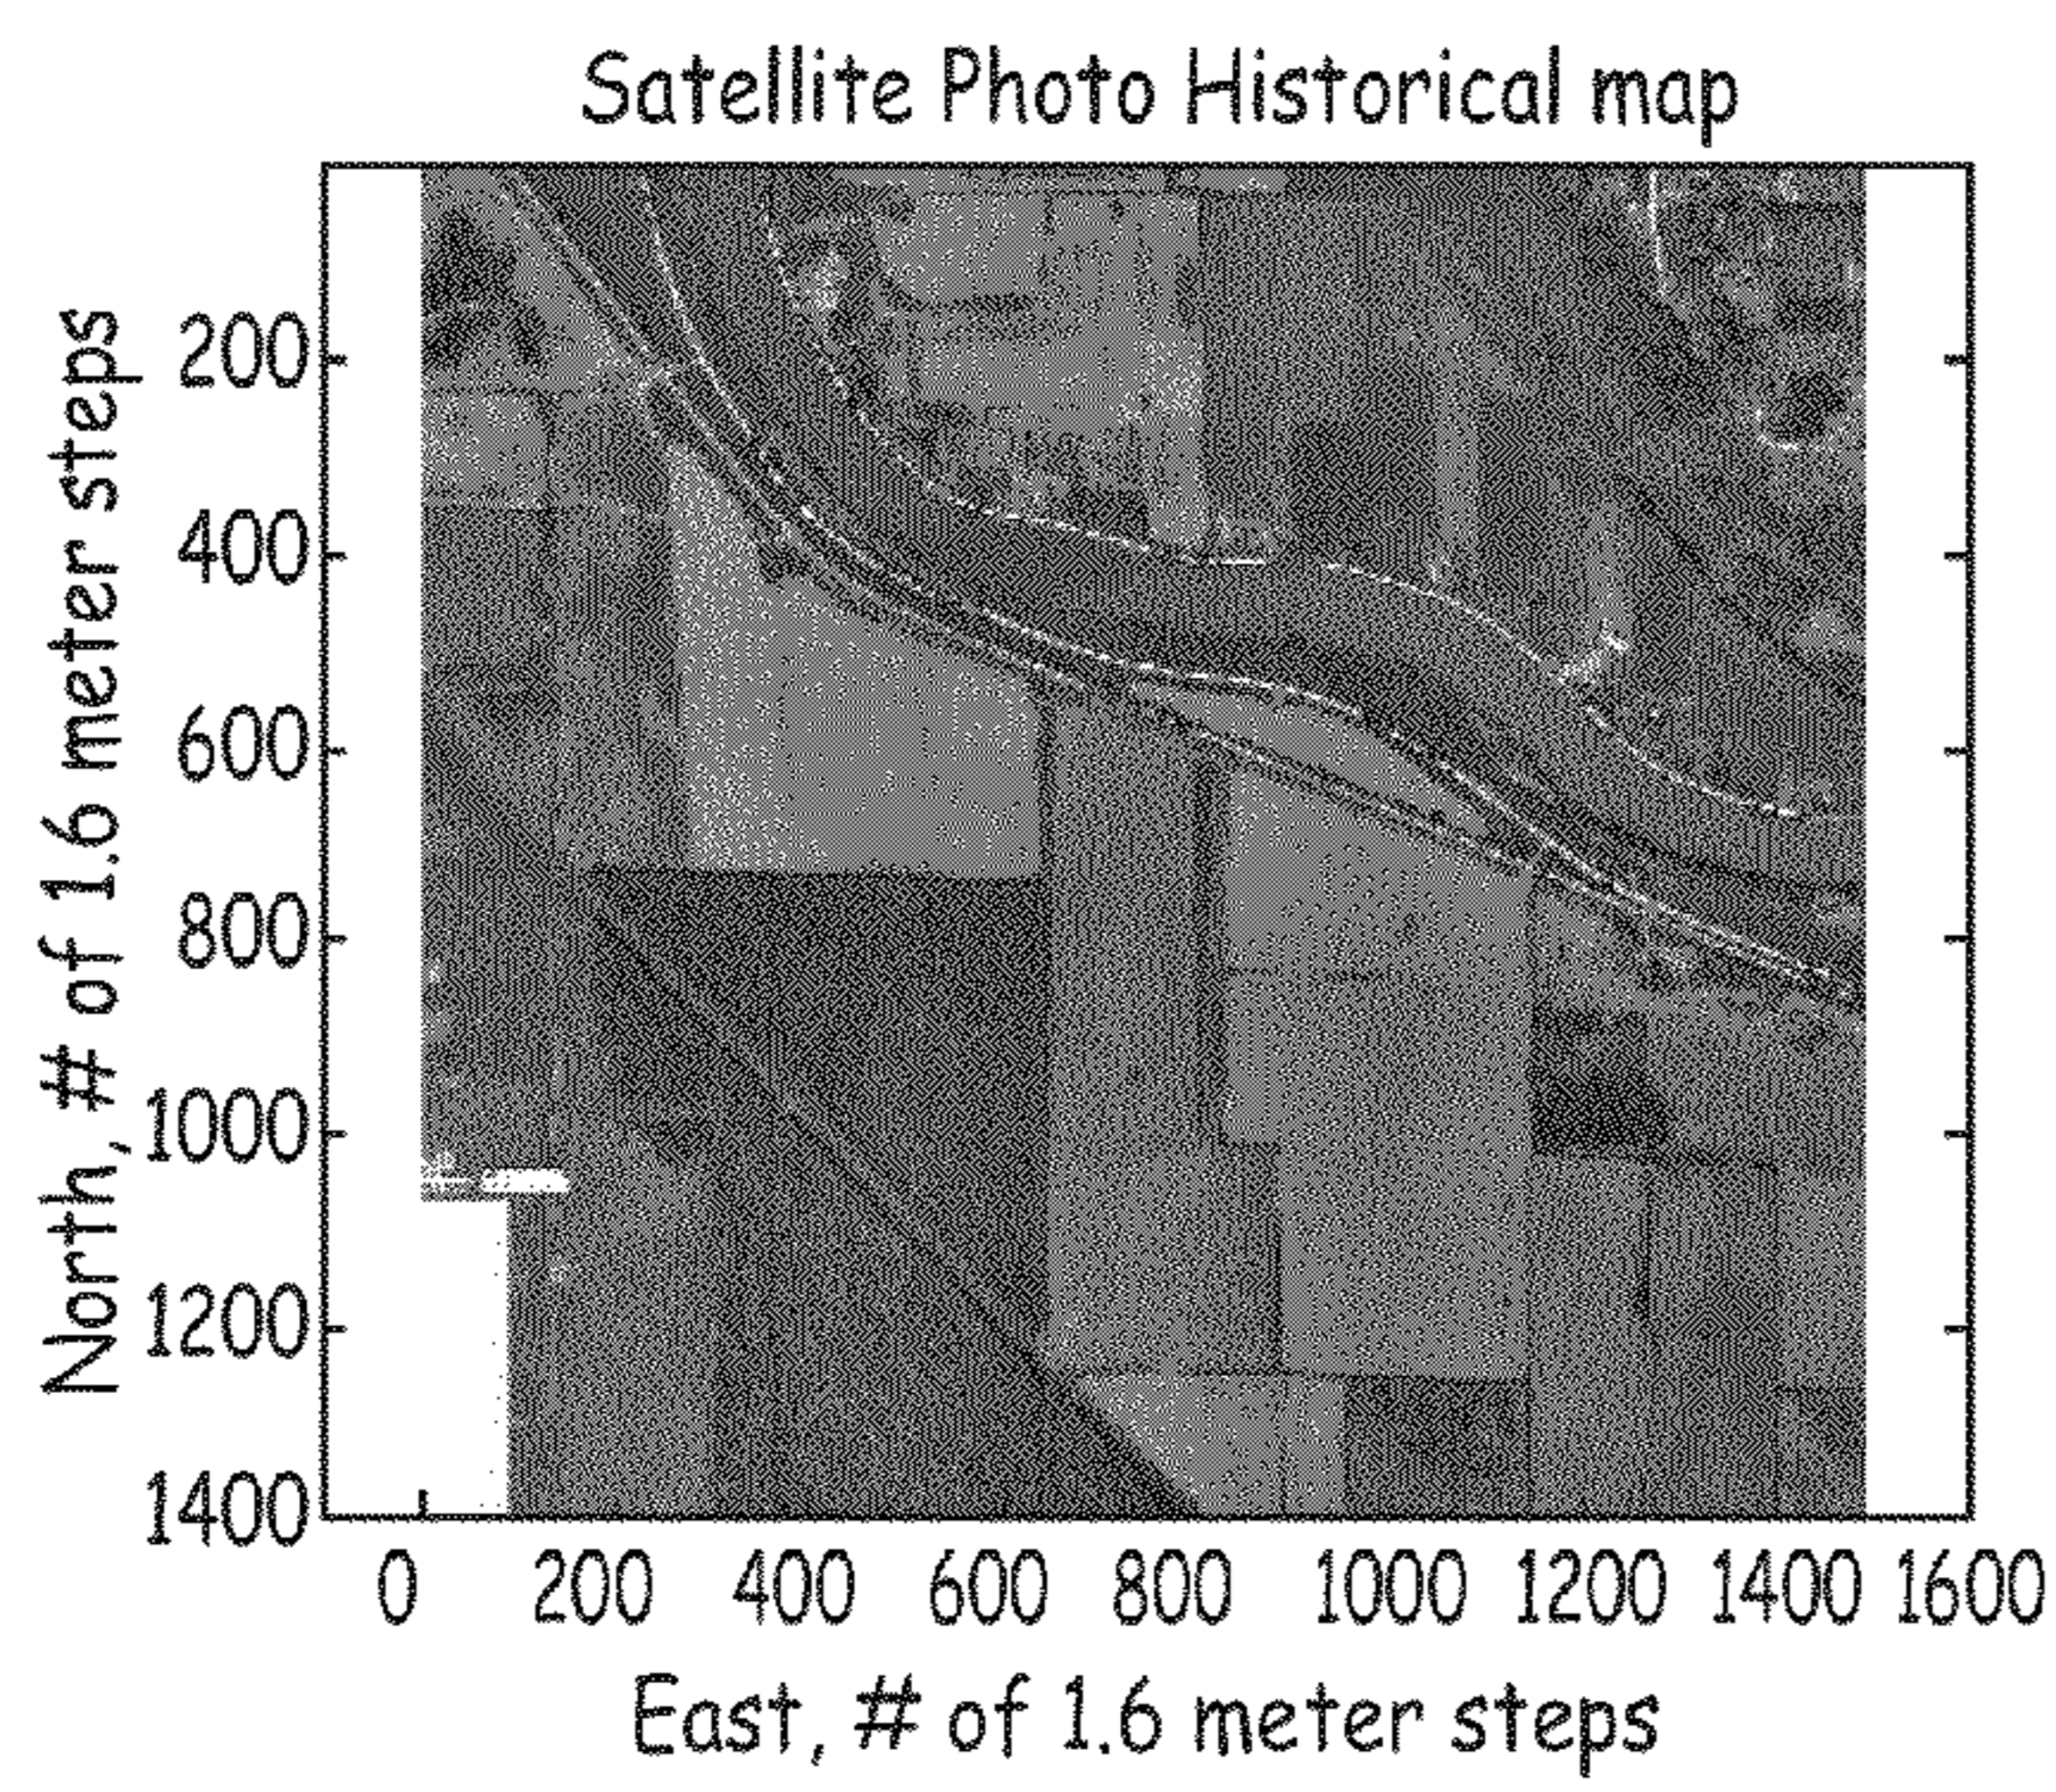 Satellite Photo Historical map
North, # of 1.6 meter steps
200
400
600
800
1000
1200
1400
0 200 400 600 800 1000 1200 1400 1600
East, # of 1.6 meter steps